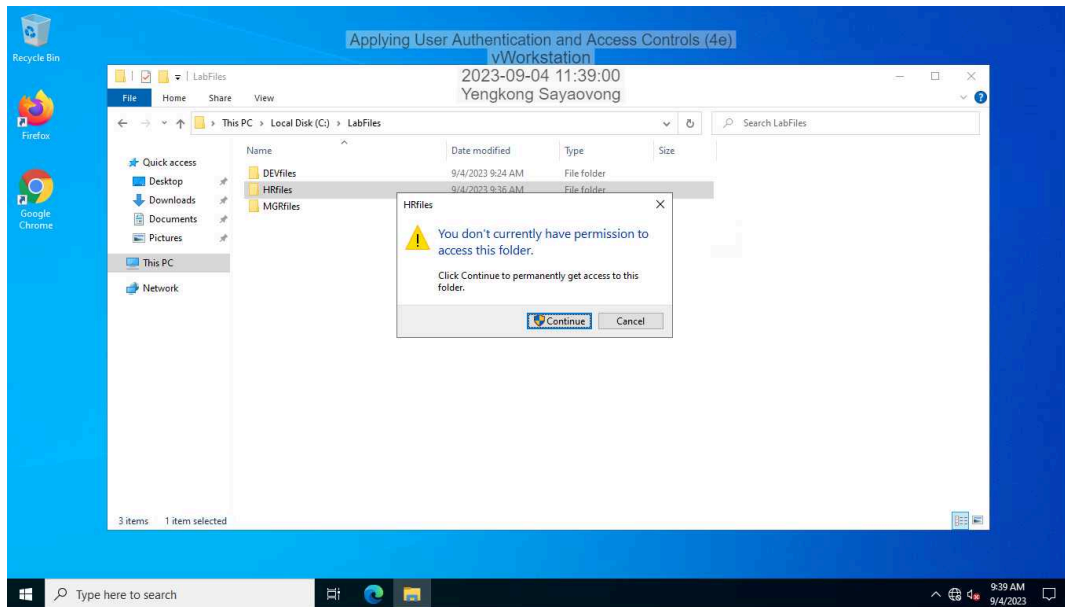 Recycle Bin
Applying User Authentication and Access Controls (4e)
vWorkstation
2023-09-04 11:39:00
Yengkong Sayaovong
LabFiles
File Home Share View
This PC > Local Disk (C:) > LabFiles
Search LabFiles
Firefox
Google
Chrome
Quick access
Desktop
Downloads
Documents
Pictures
This PC
Network
Name Date modified Type Size
DEVfiles 9/4/2023 9:24 AM File folder
HRfiles 9/4/2023 9:36 AM File folder
MGRfiles
HRfiles
You don't currently have permission to
access this folder.
Click Continue to permanently get access to this
folder.
Continue Cancel
3 items 1 item selected
Type here to search
9:39 AM
9/4/2023